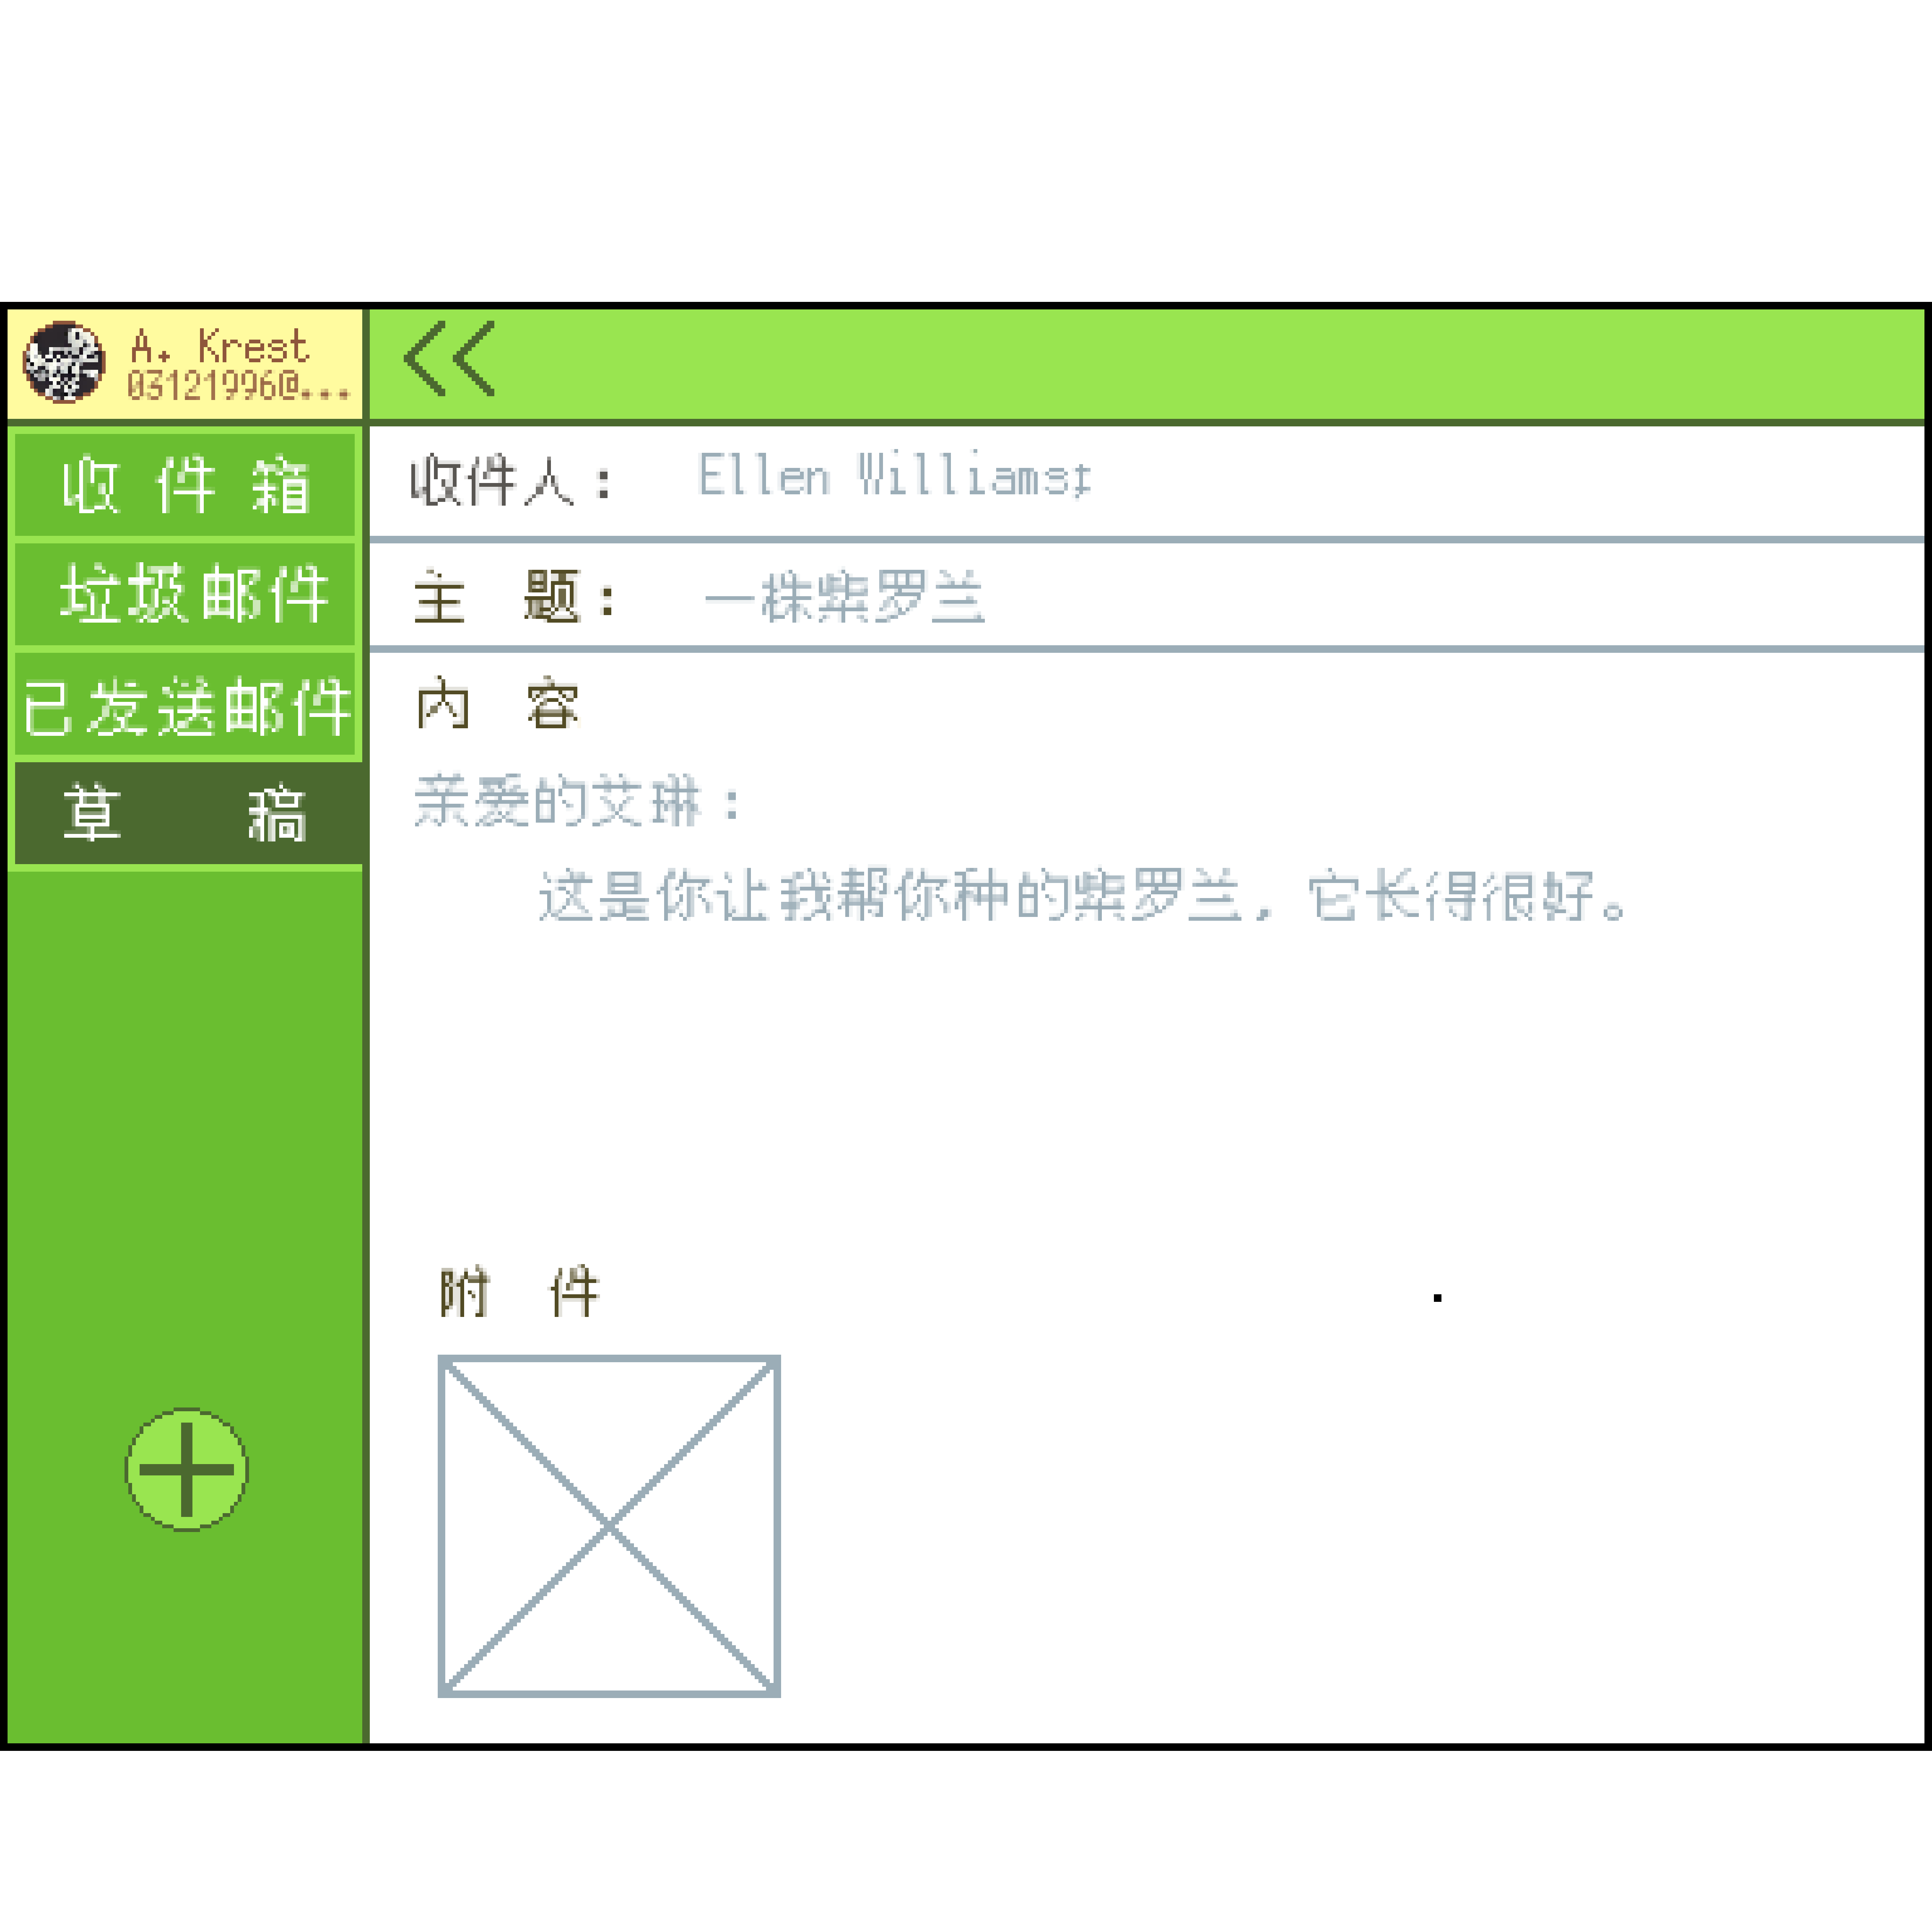 A. Krest
03121996@...
收件箱
垃圾邮件
已发送邮件
草稿
收件人： Ellen Williams‡
主题： 一株紫罗兰
内容
亲爱的艾琳：
这是你让我帮你种的紫罗兰，它长得很好。
附件